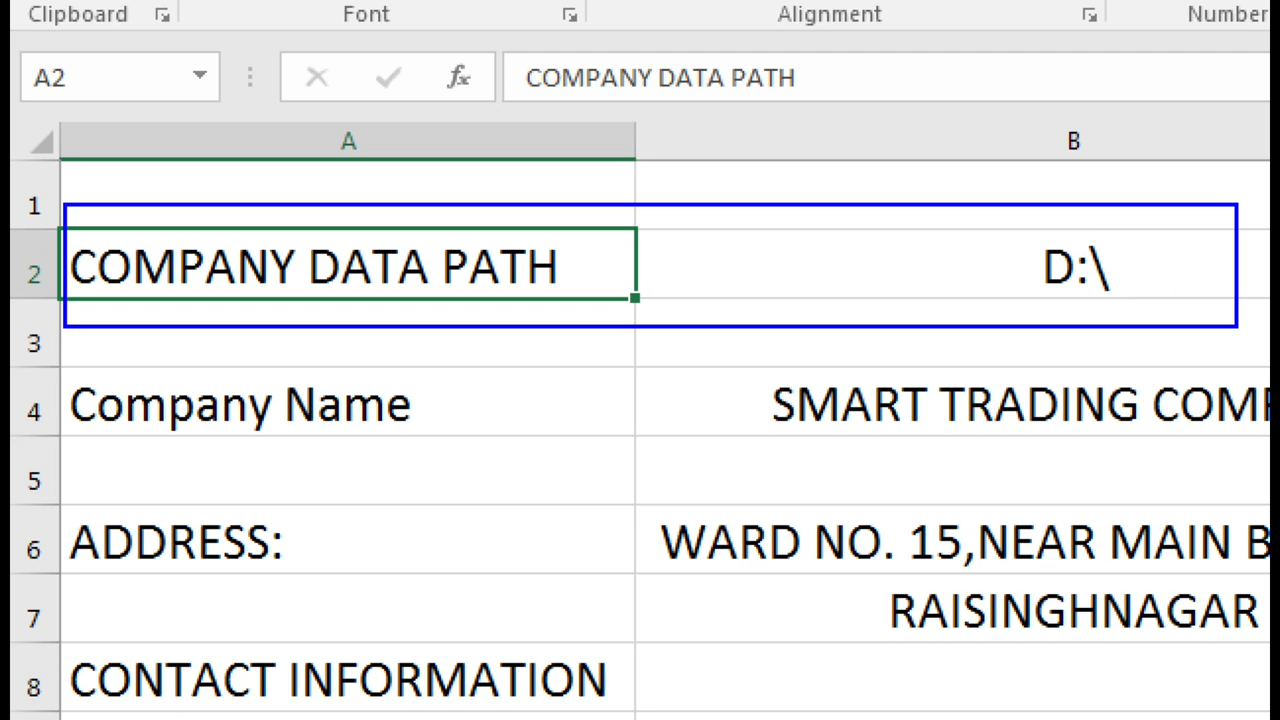 Clipboard Font Alignment Number
A2 fx COMPANY DATA PATH
A B
1
2 COMPANY DATA PATH D:\
3
4 Company Name SMART TRADING
5
6 ADDRESS: WARD NO. 15,NEAR MAIN
7 RAISINGHNAGAR
8 CONTACT INFORMATION